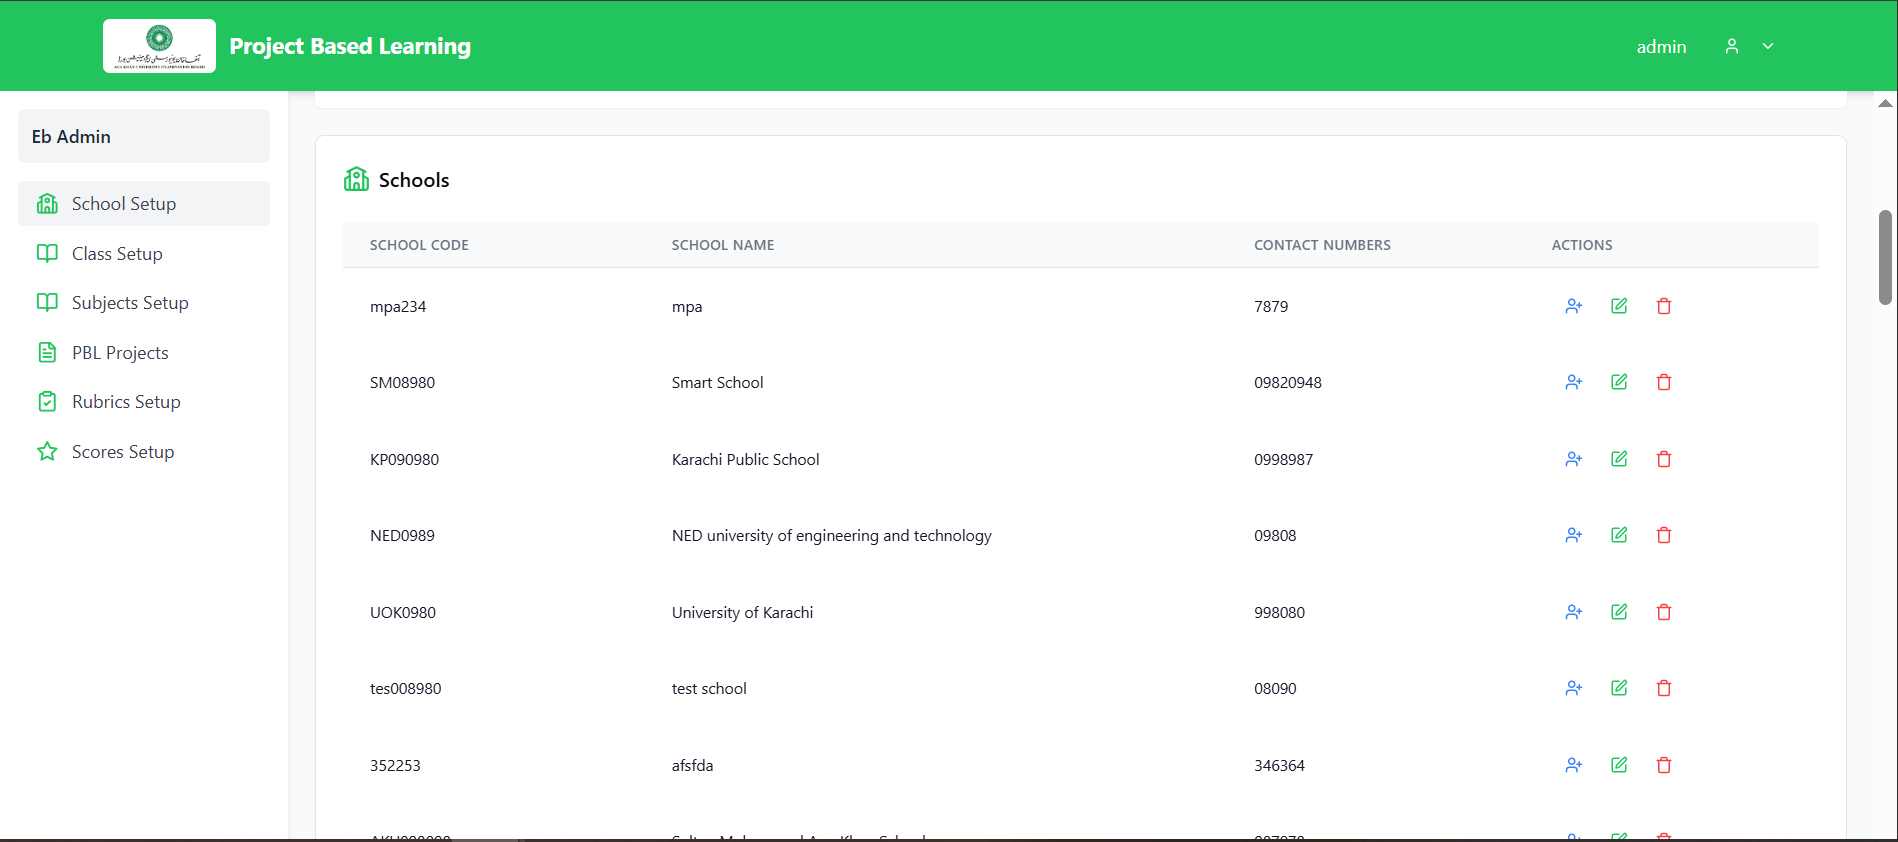 Project Based Learning
admin
Eb Admin
School Setup
Class Setup
Subjects Setup
PBL Projects
Rubrics Setup
Scores Setup
Schools
SCHOOL CODE SCHOOL NAME CONTACT NUMBERS ACTIONS
mpa234 mpa 7879
SM08980 Smart School 09820948
KP090980 Karachi Public School 0998987
NED0989 NED university of engineering and technology 09808
UOK0980 University of Karachi 998080
tes008980 test school 08090
352253 afsfda 346364